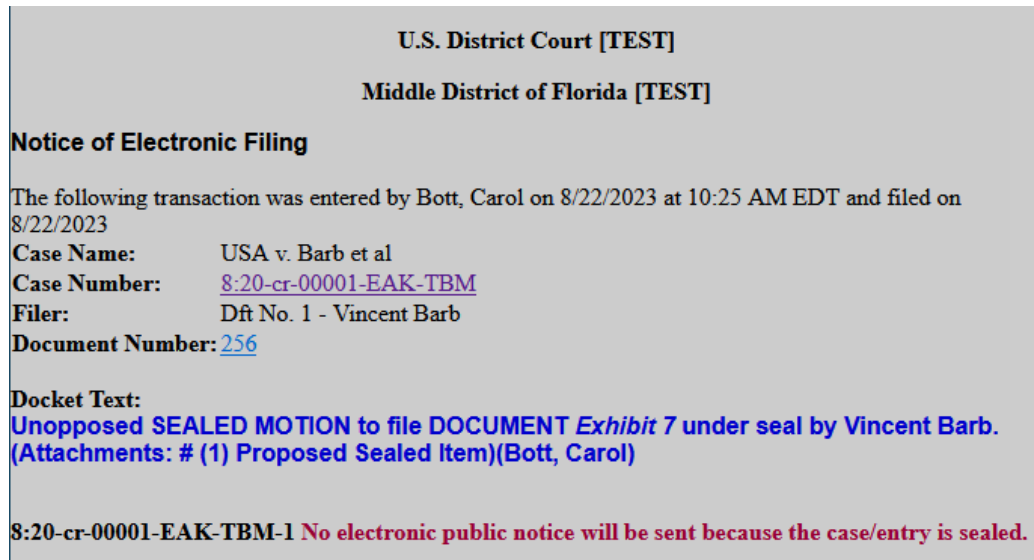 U.S. District Court [TEST]
Middle District of Florida [TEST]
Notice of Electronic Filing
The following transaction was entered by Bott, Carol on 8/22/2023 at 10:25 AM EDT and filed on
8/22/2023
Case Name: USA v. Barb et al
Case Number: 8:20-cr-00001-EAK-TBM
Filer: Dft No. 1 - Vincent Barb
Document Number: 256
Docket Text:
Unopposed SEALED MOTION to file DOCUMENT Exhibit 7 under seal by Vincent Barb.
(Attachments: # (1) Proposed Sealed Item)(Bott, Carol)
8:20-cr-00001-EAK-TBM-1 No electronic public notice will be sent because the case/entry is sealed.